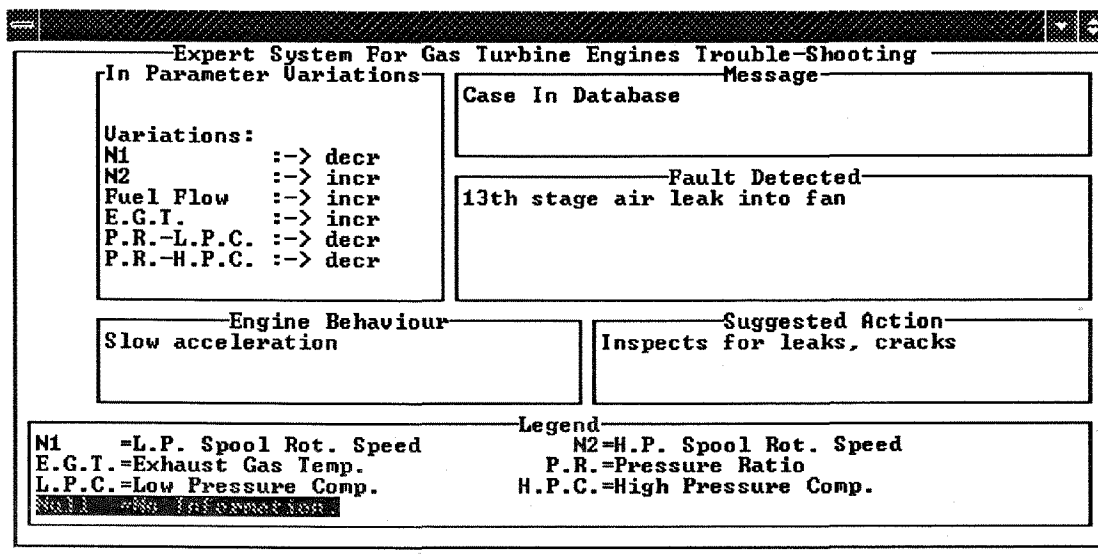 Expert System For Gas Turbine Engines Trouble-Shooting
In Parameter Variations
Variations:
N1 :-> decr
N2 :-> incr
Fuel Flow :-> incr
E.G.T. :-> incr
P.R.-L.P.C. :-> decr
P.R.-H.P.C. :-> decr
Message
Case In Database
Fault Detected
13th stage air leak into fan
Engine Behaviour
Slow acceleration
Suggested Action
Inspects for leaks, cracks
Legend
N1 =L.P. Spool Rot. Speed N2=H.P. Spool Rot. Speed
E.G.T.=Exhaust Gas Temp. P.R.=Pressure Ratio
L.P.C.=Low Pressure Comp. H.P.C.=High Pressure Comp.